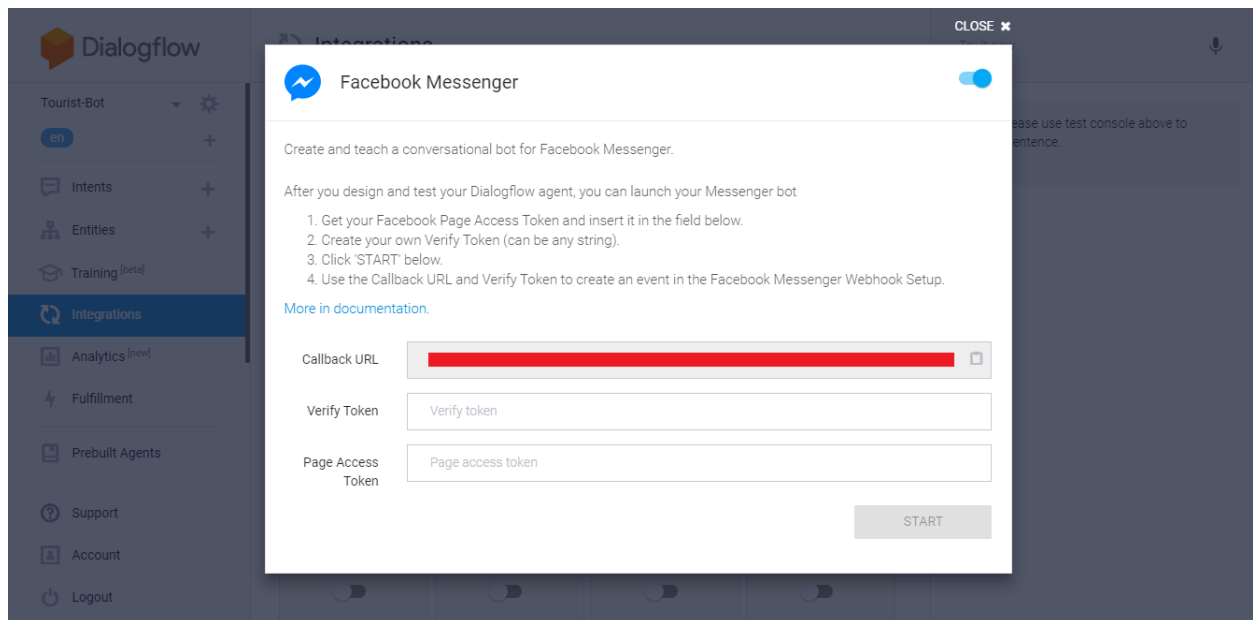 CLOSE ✖
Dialogflow
Integrations
Tourist-Bot
en
Intents
Entities
Training [beta]
Integrations
Analytics [new]
Fulfillment
Prebuilt Agents
Support
Account
Logout
Facebook Messenger
Create and teach a conversational bot for Facebook Messenger.
After you design and test your Dialogflow agent, you can launch your Messenger bot
1. Get your Facebook Page Access Token and insert it in the field below.
2. Create your own Verify Token (can be any string).
3. Click 'START' below.
4. Use the Callback URL and Verify Token to create an event in the Facebook Messenger Webhook Setup.
More in documentation.
Callback URL
Verify Token
Verify token
Page Access
Token
Page access token
START
use test console above to